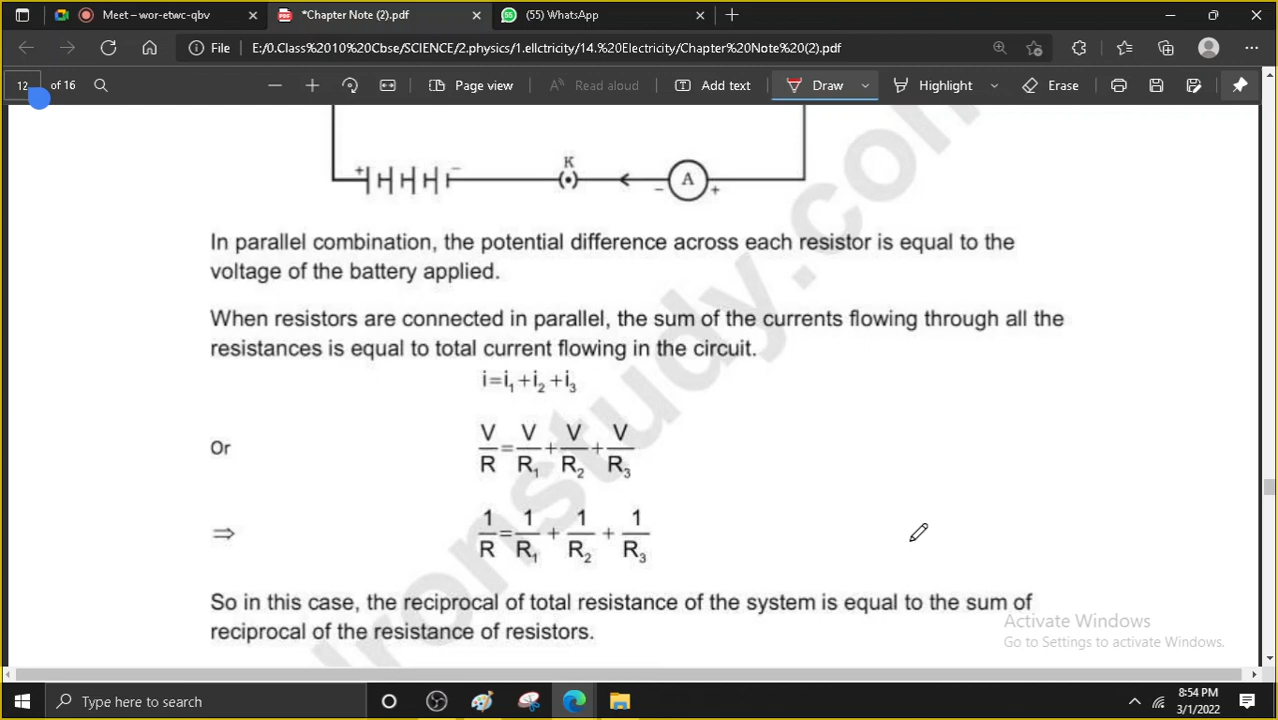 Meet – wor-etwc-qbv
*Chapter Note (2).pdf
(55) WhatsApp
File E:/0.Class%2010%20Cbse/SCIENCE/2.physics/1.ellctricity/14.%20Electricity/Chapter%20Note%20(2).pdf
12 of 16
Page view
Read aloud
Add text
Draw
Highlight
Erase
K
+ −
− A +
In parallel combination, the potential difference across each resistor is equal to the
voltage of the battery applied.
When resistors are connected in parallel, the sum of the currents flowing through all the
resistances is equal to total current flowing in the circuit.
i=i₁+i₂+i₃
Or V/R=V/R₁+V/R₂+V/R₃
⇒ 1/R=1/R₁+1/R₂+1/R₃
So in this case, the reciprocal of total resistance of the system is equal to the sum of
reciprocal of the resistance of resistors.
ronstudy.com
Activate Windows
Go to Settings to activate Windows.
Type here to search
8:54 PM
3/1/2022